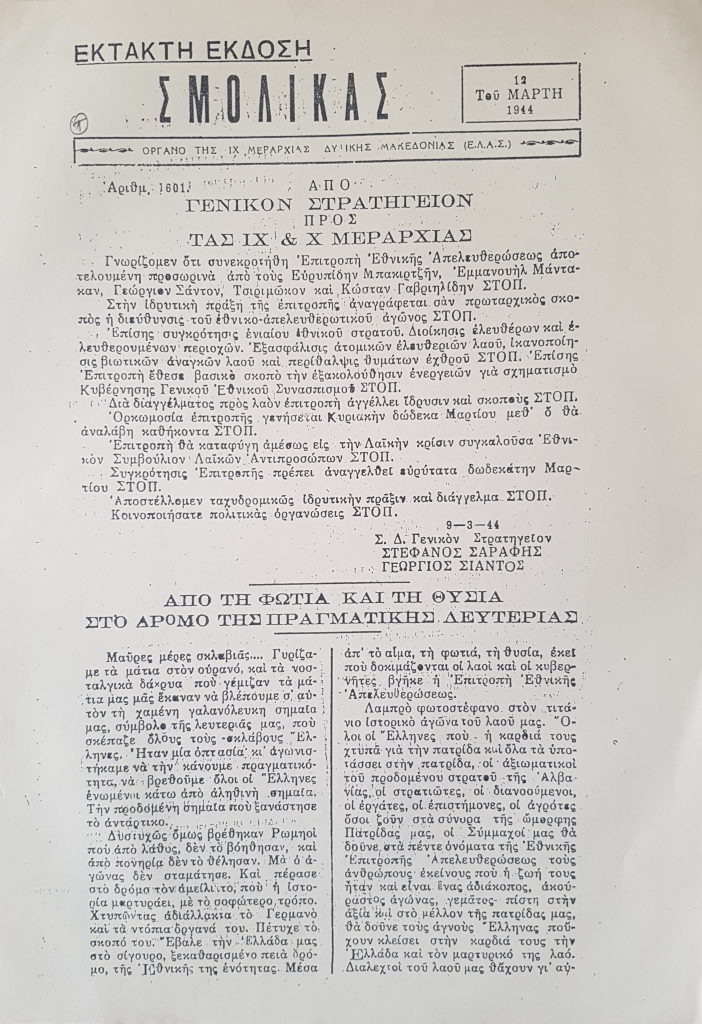 ΕΚΤΑΚΤΗ ΕΚΔΟΣΗ
ΣΜΟΛΙΚΑΣ
12
Τοῦ ΜΑΡΤΗ
1944
ΟΡΓΑΝΟ ΤΗΣ ΙΧ ΜΕΡΑΡΧΙΑΣ ΔΥΤΙΚΗΣ ΜΑΚΕΔΟΝΙΑΣ (Ε.Λ.Α.Σ.)
Ἀριθμ. 1601.
ΑΠΟ
ΓΕΝΙΚΟΝ ΣΤΡΑΤΗΓΕΙΟΝ
ΠΡΟΣ
ΤΑΣ ΙΧ & Χ ΜΕΡΑΡΧΙΑΣ
Γνωρίζομεν ὅτι συνεκροτήθη Ἐπιτροπή Ἐθνικῆς Ἀπελευθερώσεως ἀπο-
τελουμένη προσωρινὰ ἀπὸ τοὺς Εὐρυπίδην Μπακιρτζῆν, Ἐμμανουὴλ Μάντα-
καν, Γεώργιον Σάντον, Τσιριμῶκον καὶ Κώσταν Γαβριηλίδην ΣΤΟΠ.
Στὴν ἱδρυτικὴ πράξη τῆς ἐπιτροπῆς ἀναγράφεται σὰν πρωταρχικὸς σκο-
πὸς ἡ διεύθυνσις τοῦ ἐθνικο-απελευθερωτικοῦ ἀγῶνος ΣΤΟΠ.
Ἐπίσης συγκρότησις ἑνιαίου ἐθνικοῦ στρατοῦ. Διοίκησις ἐλευθέρων καὶ ἐ-
λευθερουμένων περιοχῶν. Ἐξασφάλισις ἀτομικῶν ἐλευθεριῶν λαοῦ, ἱκανοποίη-
σις βιωτικῶν ἀναγκῶν λαοῦ καὶ περίθαλψις θυμάτων ἐχθροῦ ΣΤΟΠ. Ἐπίσης
Ἐπιτροπὴ ἔθεσε βασικὸ σκοπὸ τὴν ἐξακολούθησιν ἐνεργειῶν γιὰ σχηματισμὸ
Κυβέρνησης Γενικοῦ Ἐθνικοῦ Συνασπισμοῦ ΣΤΟΠ.
Διὰ διαγγέλματος πρὸς λαὸν ἐπιτροπὴ ἀγγέλλει ἵδρυσιν καὶ σκοποὺς ΣΤΟΠ.
Ὁρκωμοσία ἐπιτροπῆς γενήσεται Κυριακὴν δώδεκα Μαρτίου μεθ' ὃ θὰ
ἀναλάβη καθήκοντα ΣΤΟΠ.
Ἐπιτροπὴ θὰ καταφύγη ἀμέσως εἰς τὴν Λαϊκὴν κρίσιν συγκαλοῦσα Ἐθνι-
κὸν Συμβούλιον Λαϊκῶν Ἀντιπροσώπων ΣΤΟΠ.
Συγκρότησις Ἐπιτροπῆς πρέπει ἀναγγελθεῖ εὐρύτατα δωδεκάτην Μαρ-
τίου ΣΤΟΠ.
Ἀποστέλλομεν ταχυδρομικῶς ἱδρυτικὴν πράξιν καὶ διάγγελμα ΣΤΟΠ.
Κοινοποιήσατε πολιτικὰς ὀργανώσεις ΣΤΟΠ.
9–3–44
Σ. Δ. Γενικὸν Στρατηγεῖον
ΣΤΕΦΑΝΟΣ ΣΑΡΑΦΗΣ
ΓΕΩΡΓΙΟΣ ΣΙΑΝΤΟΣ
ΑΠΟ ΤΗ ΦΩΤΙΑ ΚΑΙ ΤΗ ΘΥΣΙΑ
ΣΤΟ ΔΡΟΜΟ ΤΗΣ ΠΡΑΓΜΑΤΙΚΗΣ ΛΕΥΤΕΡΙΑΣ
Μαῦρες μέρες σκλαβιᾶς.... Γυρίζα-
με τὰ μάτια στὸν οὐρανό, καὶ τὰ νοσ-
ταλγικὰ δάκρυα ποὺ γέμιζαν τὰ μά-
τια μας μᾶς ἔκαναν νὰ βλέπουμε σ' αὐ-
τὸν τὴ χαμένη γαλανόλευκη σημαία
μας, σύμβολο τῆς λευτεριᾶς μας, ποὺ
σκέπαζε ὅλους τοὺς σκλάβους Ἕλ-
ληνες. Ἦταν μία ὀπτασία κι' ἀγωνισ-
τήκαμε νὰ τὴν κάνουμε πραγματικό-
τητα, νὰ βρεθοῦμε ὅλοι οἱ Ἕλληνες
ἑνωμένοι κάτω ἀπὸ ἀληθινὴ σημαία.
Τὴν προδομένη σημαία ποὺ ξανάστησε
τὸ ἀντάρτικο.
Δυστυχῶς ὅμως βρέθηκαν Ρωμηοὶ
ποὺ ἀπὸ λάθος, δὲν τὸ βοήθησαν, καὶ
ἀπὸ πονηρία δὲν τὸ θέλησαν. Μὰ ὁ ἀ-
γῶνας δὲν σταμάτησε. Καὶ πέρασε
στὸ δρόμο τὸν ἀμείλιτο, ποὺ ἡ ἱστο-
ρία μαρτυράει, μὲ τὸ σοφώτερο τρόπο.
Χτυπῶντας ἀδιάλλακτα τὸ Γερμανὸ
καὶ τὰ ντόπια ὄργανά του. Πέτυχε τὸ
σκοπό του. Ἔβαλε τὴν Ἑλλάδα μας
στὸ σίγουρο, ξεκαθαρισμένο πειὰ δρό-
μο, τῆς Ἐθνικῆς της ἑνότητας. Μέσα
ἀπ' τὸ αἷμα, τὴ φωτιά, τὴ θυσία, ἐκεῖ
ποὺ δοκιμάζονται οἱ λαοὶ καὶ οἱ κυβερ-
νῆτες βγῆκε ἡ Ἐπιτροπὴ Ἐθνικῆς
Ἀπελευθερώσεως.
Λαμπρὸ φωτοστέφανο στὸν τιτά-
νιο ἱστορικὸ ἀγῶνα τοῦ λαοῦ μας. Ὅ-
λοι οἱ Ἕλληνες ποὺ ἡ καρδιά τους
χτυπᾶ γιὰ τὴν πατρίδα καὶ ὅλα τὰ ὑπο-
τάσσει στὴν πατρίδα, οἱ ἀξιωματικοὶ
τοῦ προδομένου στρατοῦ τῆς Ἀλβα-
νίας, οἱ στρατιῶτες, οἱ διανοούμενοι,
οἱ ἐργάτες, οἱ ἐπιστήμονες, οἱ ἀγρότες
ὅσοι ζοῦν στὰ σύνορα τῆς ὤμορφης
Πατρίδας μας, οἱ Σύμμαχοί μας θὰ
δοῦνε στὰ πέντε ὀνόματα τῆς Ἐθνικῆς
Ἐπιτροπῆς Ἀπελευθερώσεως τοὺς
ἀνθρώπους ἐκείνους ποὺ ἡ ζωή τους
ἦταν καὶ εἶναι ἕνας ἀδιάκοπος, ἀκού-
ραστος ἀγώνας, γεμᾶτος πίστη στὴν
ἀξία καὶ στὸ μέλλον τῆς πατρίδας μας,
θὰ δοῦνε τοὺς ἁγνοὺς Ἕλληνας ποὔ-
χουν κλείσει στὴν καρδιά τους τὴν
Ἑλλάδα καὶ τὸν μαρτυρικό της λαό.
Διαλεχτοὶ τοῦ λαοῦ μας θἄχουν γι' αὐ-